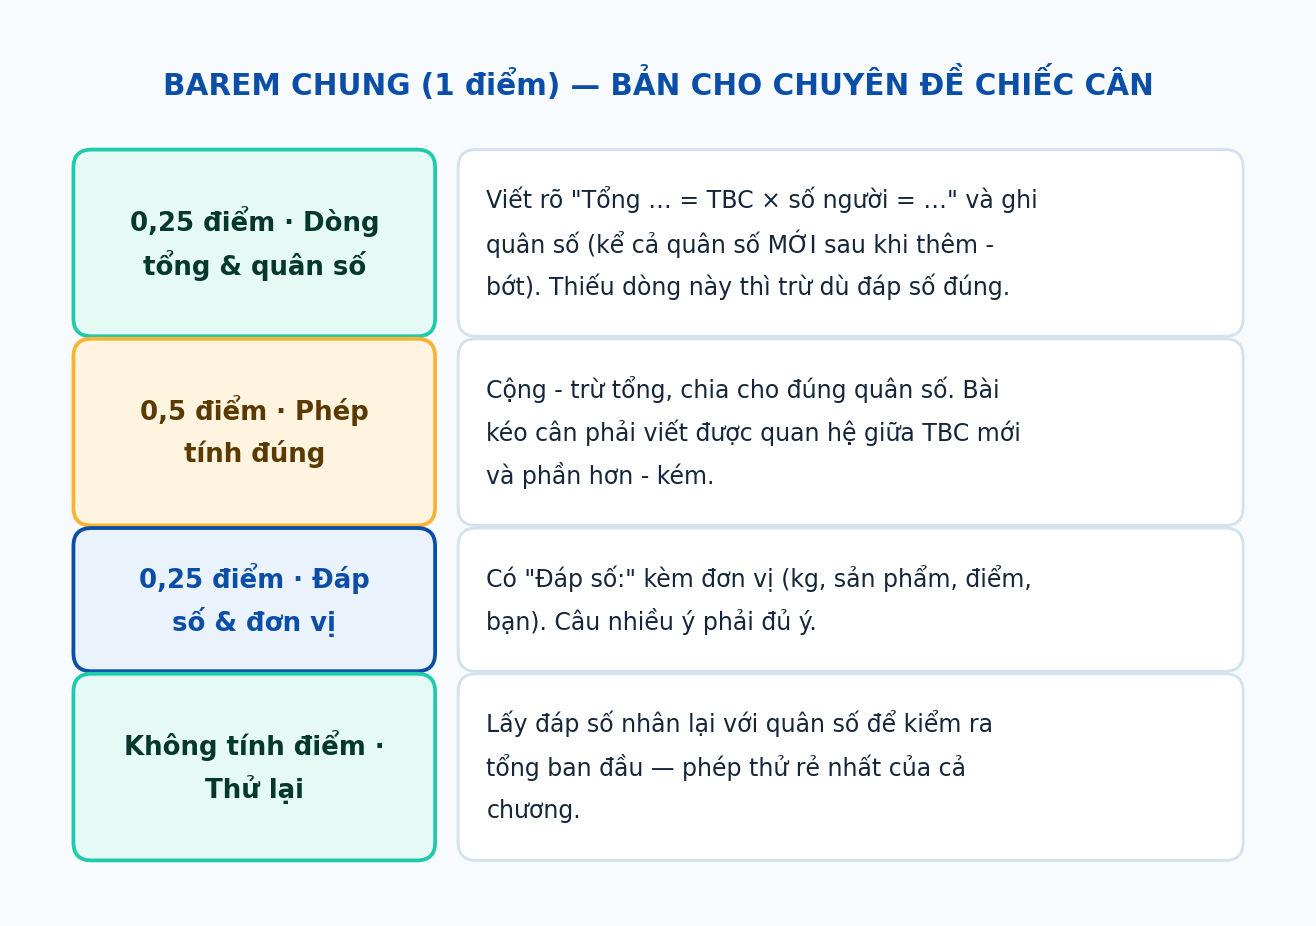 BAREM CHUNG (1 điểm) — BẢN CHO CHUYÊN ĐỀ CHIẾC CÂN
0,25 điểm · Dòng
tổng & quân số
Viết rõ "Tổng ... = TBC × số người = ..." và ghi
quân số (kể cả quân số MỚI sau khi thêm -
bớt). Thiếu dòng này thì trừ dù đáp số đúng.
0,5 điểm · Phép
tính đúng
Cộng - trừ tổng, chia cho đúng quân số. Bài
kéo cân phải viết được quan hệ giữa TBC mới
và phần hơn - kém.
0,25 điểm · Đáp
số & đơn vị
Có "Đáp số:" kèm đơn vị (kg, sản phẩm, điểm,
bạn). Câu nhiều ý phải đủ ý.
Không tính điểm ·
Thử lại
Lấy đáp số nhân lại với quân số để kiểm ra
tổng ban đầu — phép thử rẻ nhất của cả
chương.